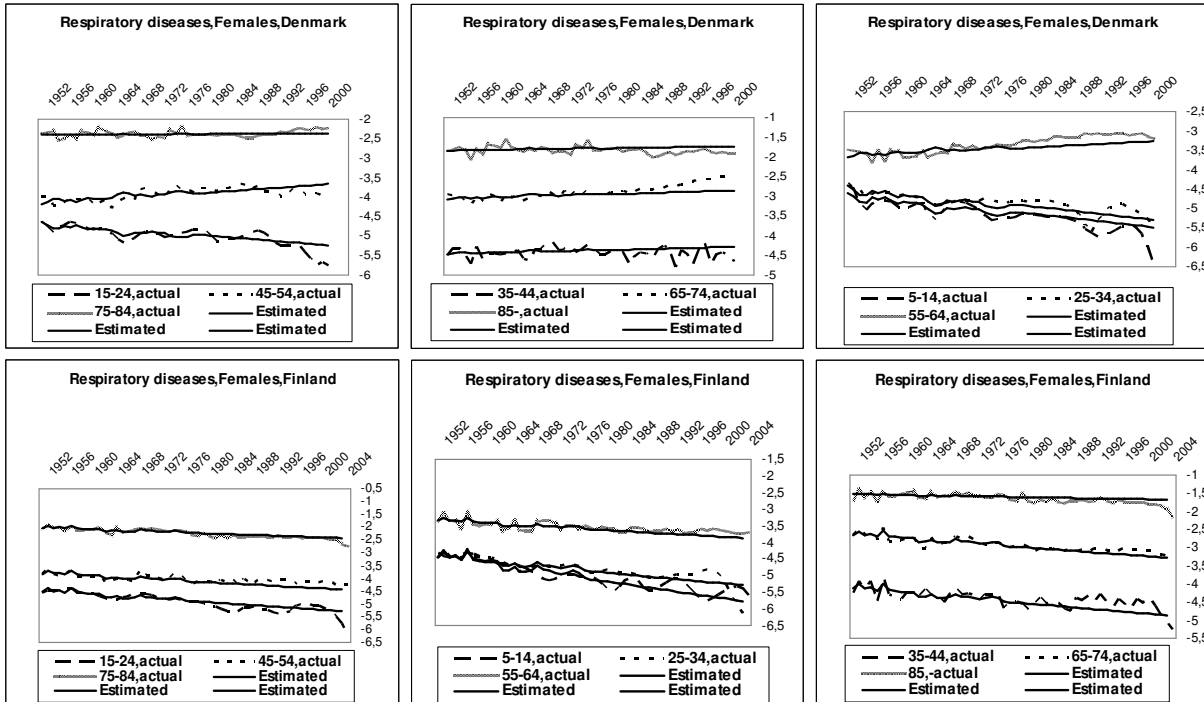 Respiratory diseases,Females,Denmark
1952 1956 1960 1964 1968 1972 1976 1980 1984 1988 1992 1996 2000
-2
-2,5
-3
-3,5
-4
-4,5
-5
-5,5
-6
15-24,actual 45-54,actual
75-84,actual Estimated
Estimated Estimated
Respiratory diseases,Females,Denmark
1952 1956 1960 1964 1968 1972 1976 1980 1984 1988 1992 1996 2000
-1
-1,5
-2
-2,5
-3
-3,5
-4
-4,5
-5
35-44,actual 65-74,actual
85-,actual Estimated
Estimated Estimated
Respiratory diseases,Females,Denmark
1952 1956 1960 1964 1968 1972 1976 1980 1984 1988 1992 1996 2000
-2,5
-3
-3,5
-4
-4,5
-5
-5,5
-6
-6,5
5-14,actual 25-34,actual
55-64,actual Estimated
Estimated Estimated
Respiratory diseases,Females,Finland
1952 1956 1960 1964 1968 1972 1976 1980 1984 1988 1992 1996 2000 2004
-0,5
-1
-1,5
-2
-2,5
-3
-3,5
-4
-4,5
-5
-5,5
-6
-6,5
15-24,actual 45-54,actual
75-84,actual Estimated
Estimated Estimated
Respiratory diseases,Females,Finland
1952 1956 1960 1964 1968 1972 1976 1980 1984 1988 1992 1996 2000 2004
-1,5
-2
-2,5
-3
-3,5
-4
-4,5
-5
-5,5
-6
-6,5
5-14,actual 25-34,actual
55-64,actual Estimated
Estimated Estimated
Respiratory diseases,Females,Finland
1952 1956 1960 1964 1968 1972 1976 1980 1984 1988 1992 1996 2000 2004
-1
-1,5
-2
-2,5
-3
-3,5
-4
-4,5
-5
-5,5
35-44,actual 65-74,actual
85,-actual Estimated
Estimated Estimated